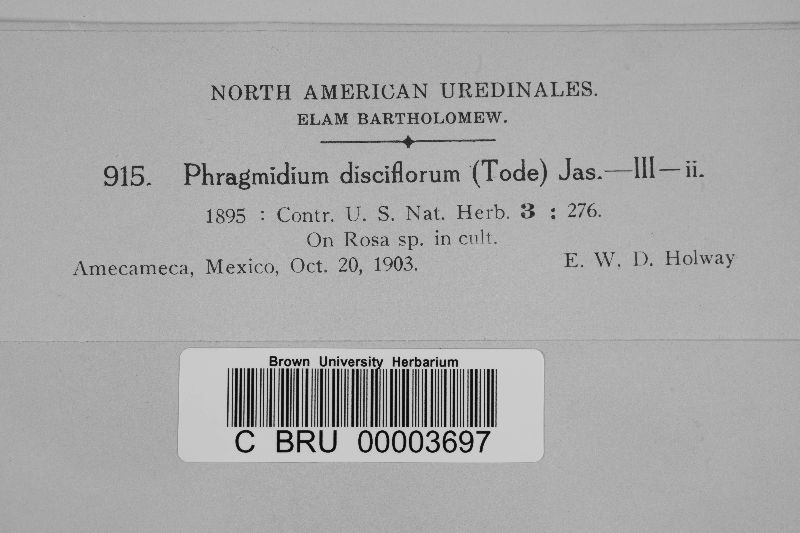 NORTH AMERICAN UREDINALES.
ELAM BARTHOLOMEW.
915. Phragmidium disciflorum (Tode) Jas.—III—ii.
1895 : Contr. U. S. Nat. Herb. 3 : 276.
On Rosa sp. in cult.
Amecameca, Mexico, Oct. 20, 1903. E. W. D. Holway
Brown University Herbarium
C BRU 00003697